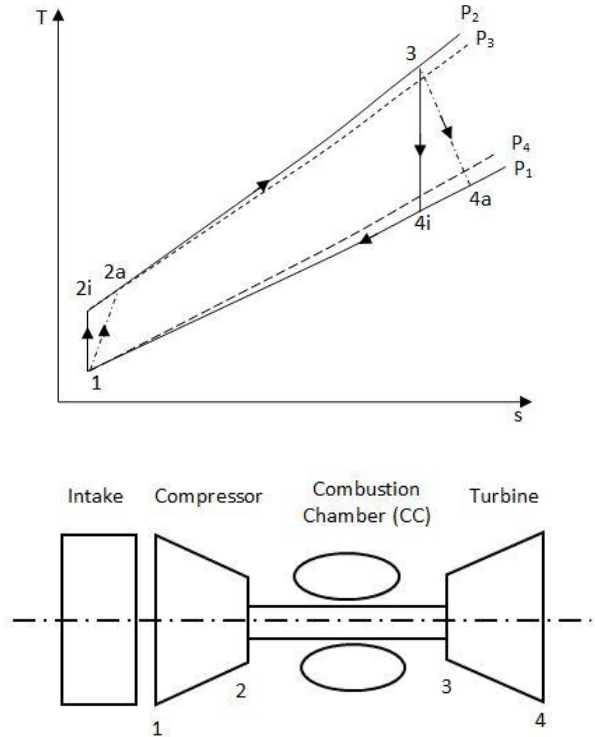 T
P2
P3
3
P4
P1
4a
4i
2a
2i
1
s
Intake
Compressor
Combustion
Chamber (CC)
Turbine
2
3
1
4